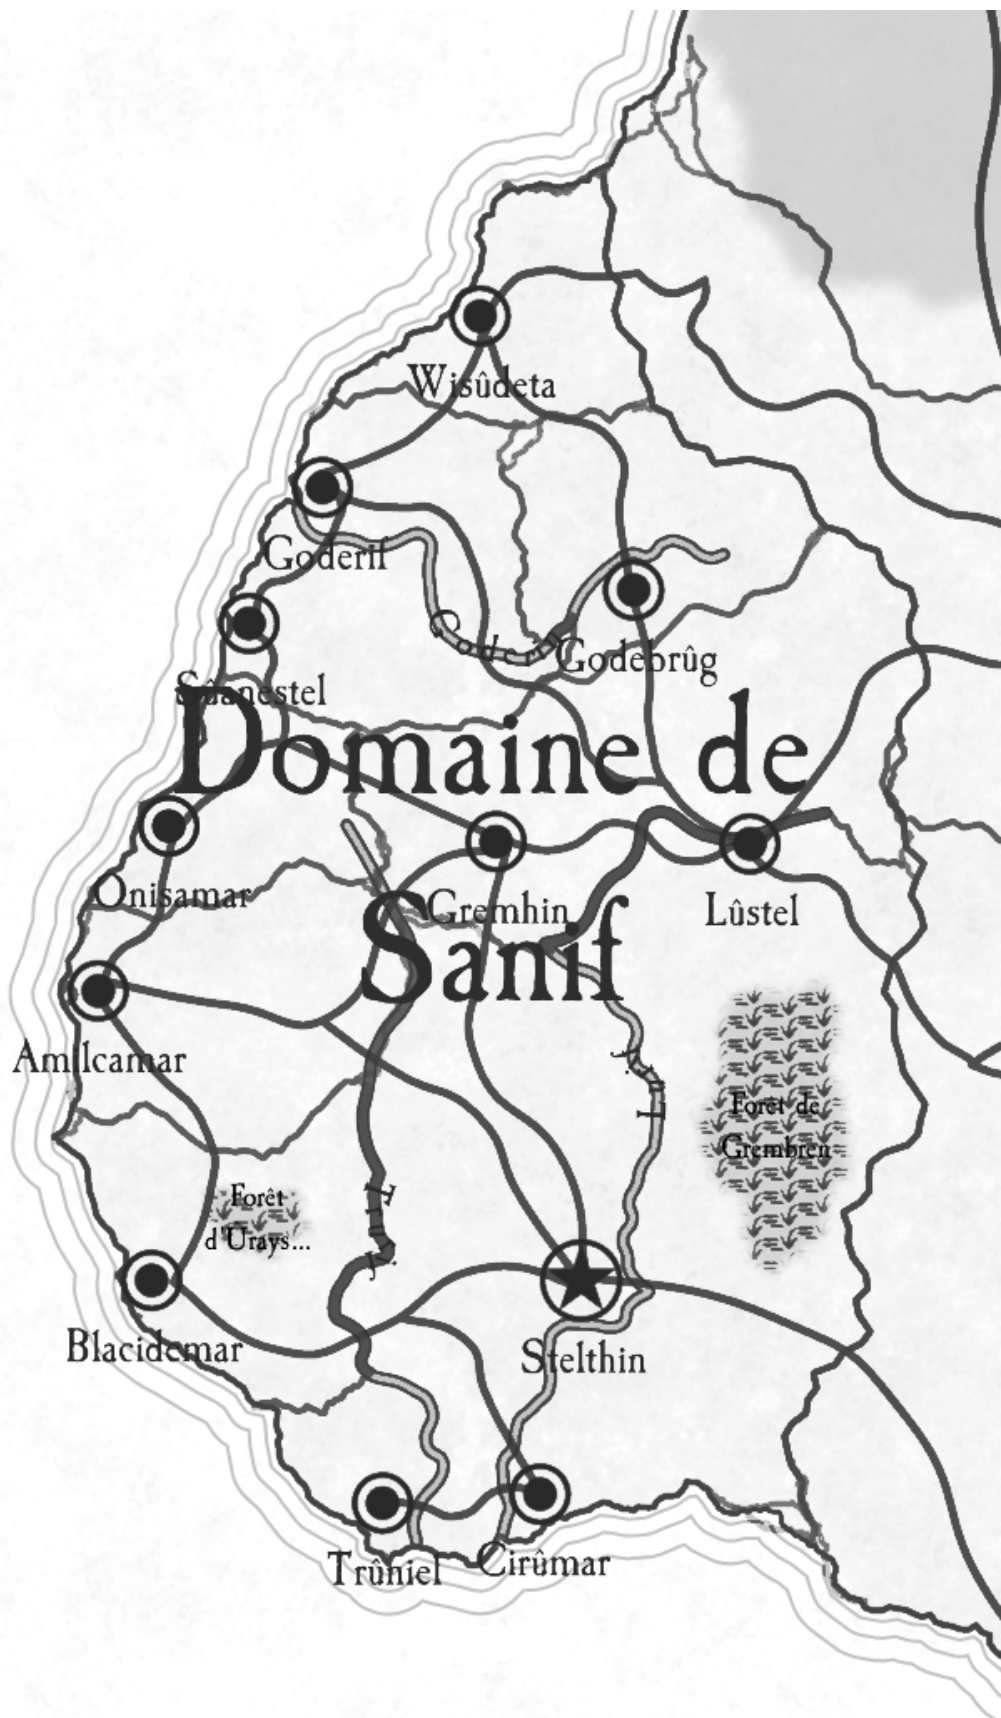 Wisûdeta
Goderif
Goderif
Godebrûg
Sûanestel
Domaine de
Onisamar
Gremhin
Lûstel
Sanif
Amilcamar
Forêt de
Grembren
Forêt
d'Urays...
Blacidemar
Stelthin
Trûniel
Cirûmar